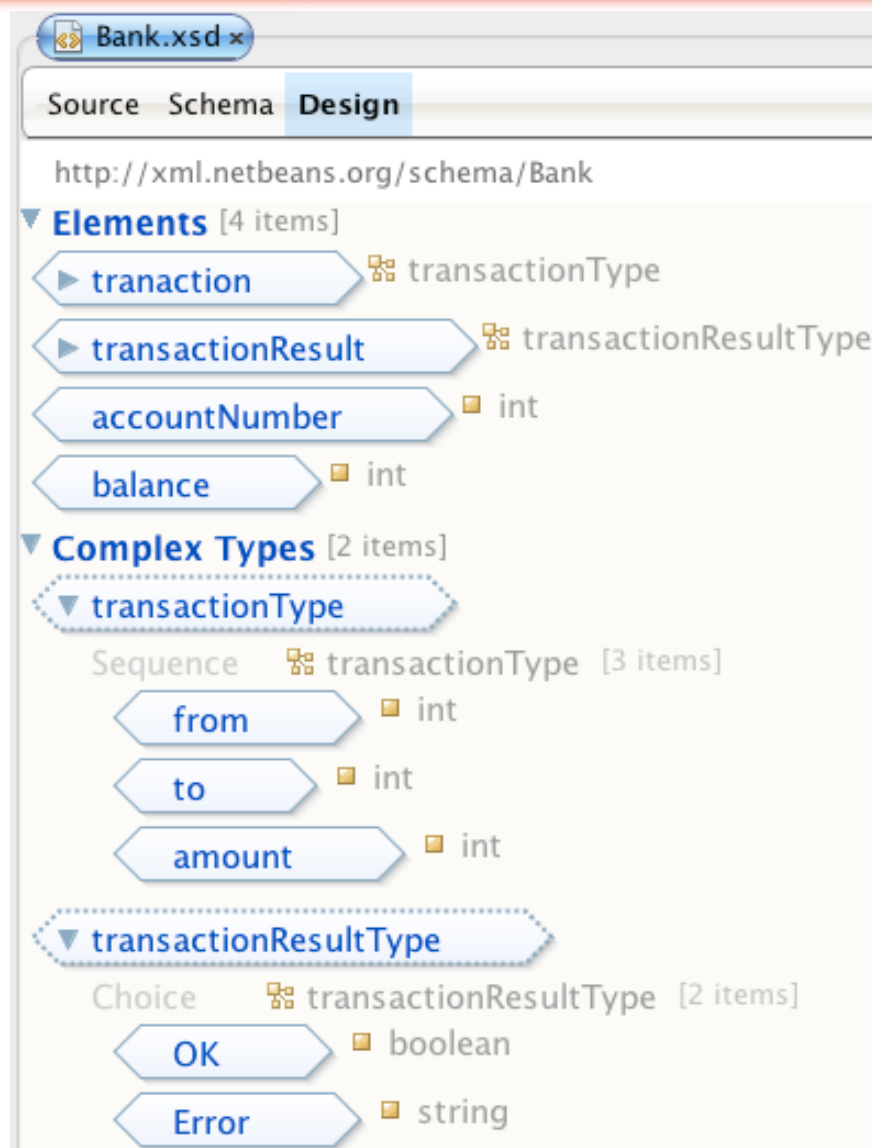 Bank.xsd ×
Source Schema Design
http://xml.netbeans.org/schema/Bank
Elements [4 items]
tranaction transactionType
transactionResult transactionResultType
accountNumber int
balance int
Complex Types [2 items]
transactionType
Sequence transactionType [3 items]
from int
to int
amount int
transactionResultType
Choice transactionResultType [2 items]
OK boolean
Error string